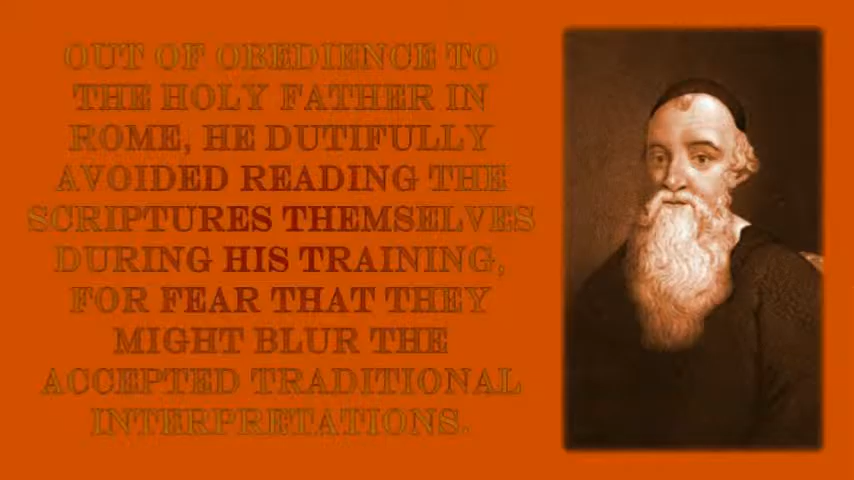 OUT OF OBEDIENCE TO
THE HOLY FATHER IN
ROME, HE DUTIFULLY
AVOIDED READING THE
SCRIPTURES THEMSELVES
DURING HIS TRAINING,
FOR FEAR THAT THEY
MIGHT BLUR THE
ACCEPTED TRADITIONAL
INTERPRETATIONS.